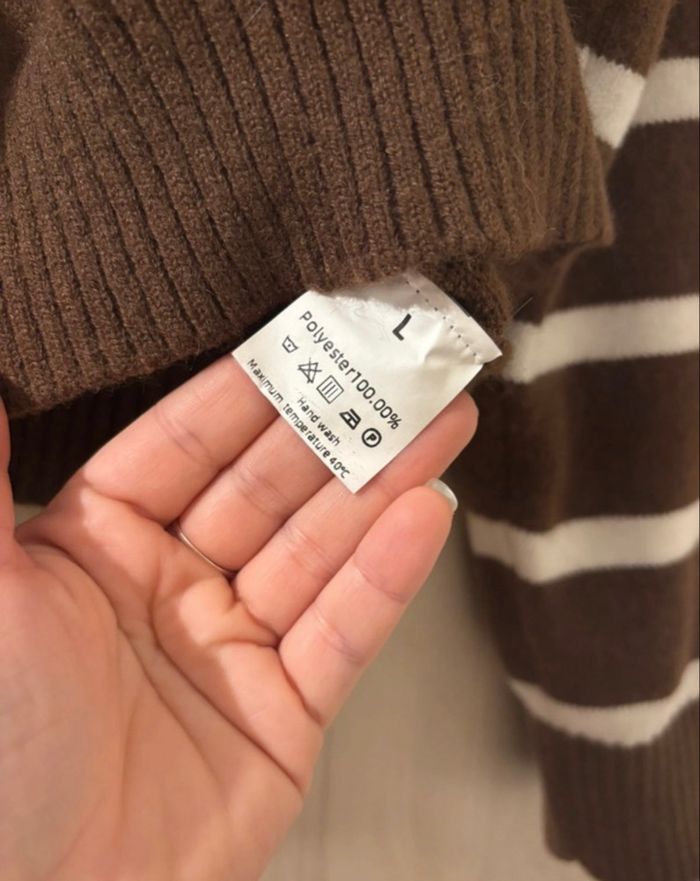 L
Polyester100.00%
P
Hand wash
Maximum temperature 40℃